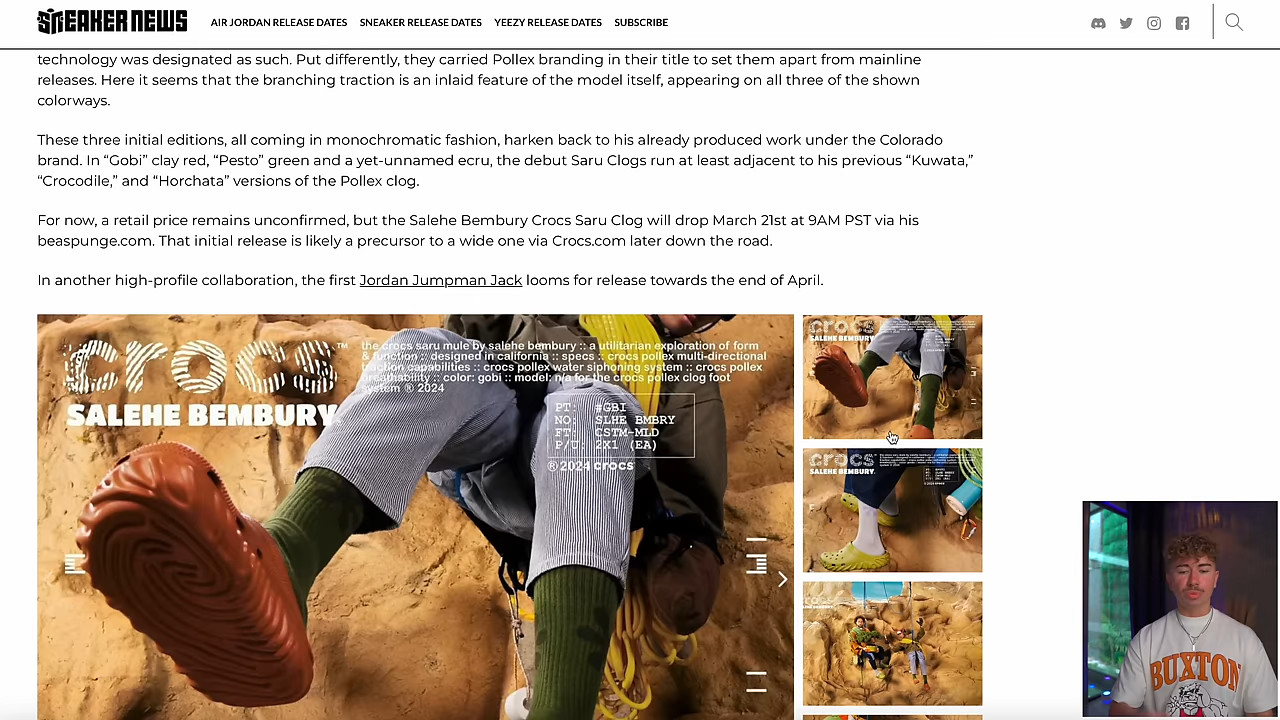 SNEAKER NEWS
AIR JORDAN RELEASE DATES SNEAKER RELEASE DATES YEEZY RELEASE DATES SUBSCRIBE
technology was designated as such. Put differently, they carried Pollex branding in their title to set them apart from mainline
releases. Here it seems that the branching traction is an inlaid feature of the model itself, appearing on all three of the shown
colorways.
These three initial editions, all coming in monochromatic fashion, harken back to his already produced work under the Colorado
brand. In “Gobi” clay red, “Pesto” green and a yet-unnamed ecru, the debut Saru Clogs run at least adjacent to his previous “Kuwata,”
“Crocodile,” and “Horchata” versions of the Pollex clog.
For now, a retail price remains unconfirmed, but the Salehe Bembury Crocs Saru Clog will drop March 21st at 9AM PST via his
beaspunge.com. That initial release is likely a precursor to a wide one via Crocs.com later down the road.
In another high-profile collaboration, the first Jordan Jumpman Jack looms for release towards the end of April.
crocs™
SALEHE BEMBURY
the crocs saru mule by salehe bembury :: a utilitarian exploration of form
& function :: designed in california :: specs :: crocs pollex multi-directional
traction capabilities :: crocs pollex water siphoning system :: crocs pollex
breathability :: color: gobi :: model: n/a for the crocs pollex clog foot
system ® 2024
PT: #GBI
NO: SLHE BMBRY
FT: CSTM-MLD
P/U: 2X1 (EA)
® 2024 crocs
crocs
SALEHE BEMBURY
crocs
SALEHE BEMBURY
crocs
BUXTON